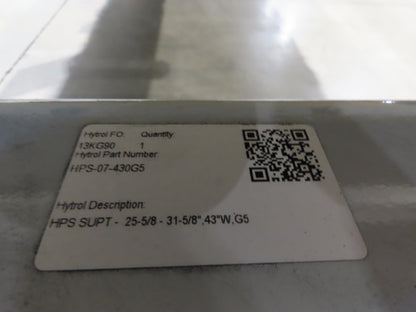 Hytrol FO: Quantity
13KG90 1
Hytrol Part Number:
HPS-07-430G5
Hytrol Description:
HPS SUPT - 25-5/8 - 31-5/8",43"W,G5